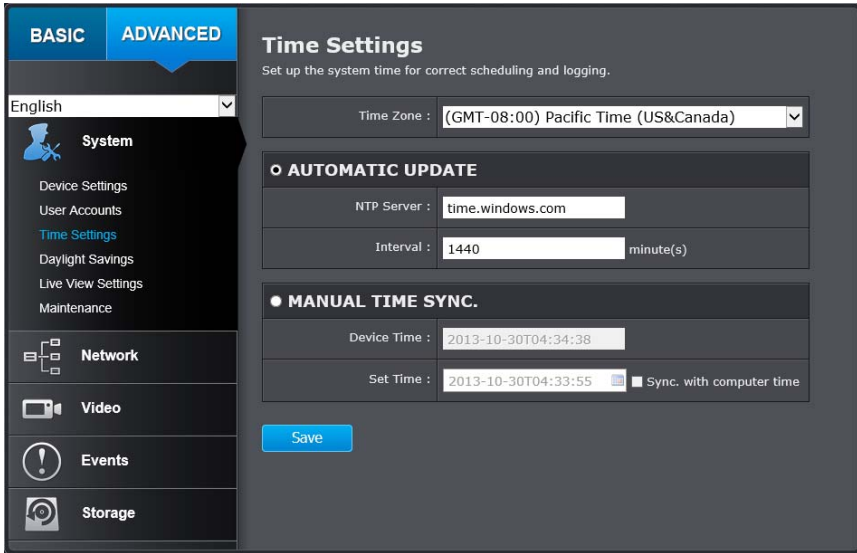 BASIC
ADVANCED
English
System
Device Settings
User Accounts
Time Settings
Daylight Savings
Live View Settings
Maintenance
Network
Video
Events
Storage
Time Settings
Set up the system time for correct scheduling and logging.
Time Zone : (GMT-08:00) Pacific Time (US&Canada)
AUTOMATIC UPDATE
NTP Server : time.windows.com
Interval : 1440 minute(s)
MANUAL TIME SYNC.
Device Time : 2013-10-30T04:34:38
Set Time : 2013-10-30T04:33:55 Sync. with computer time
Save